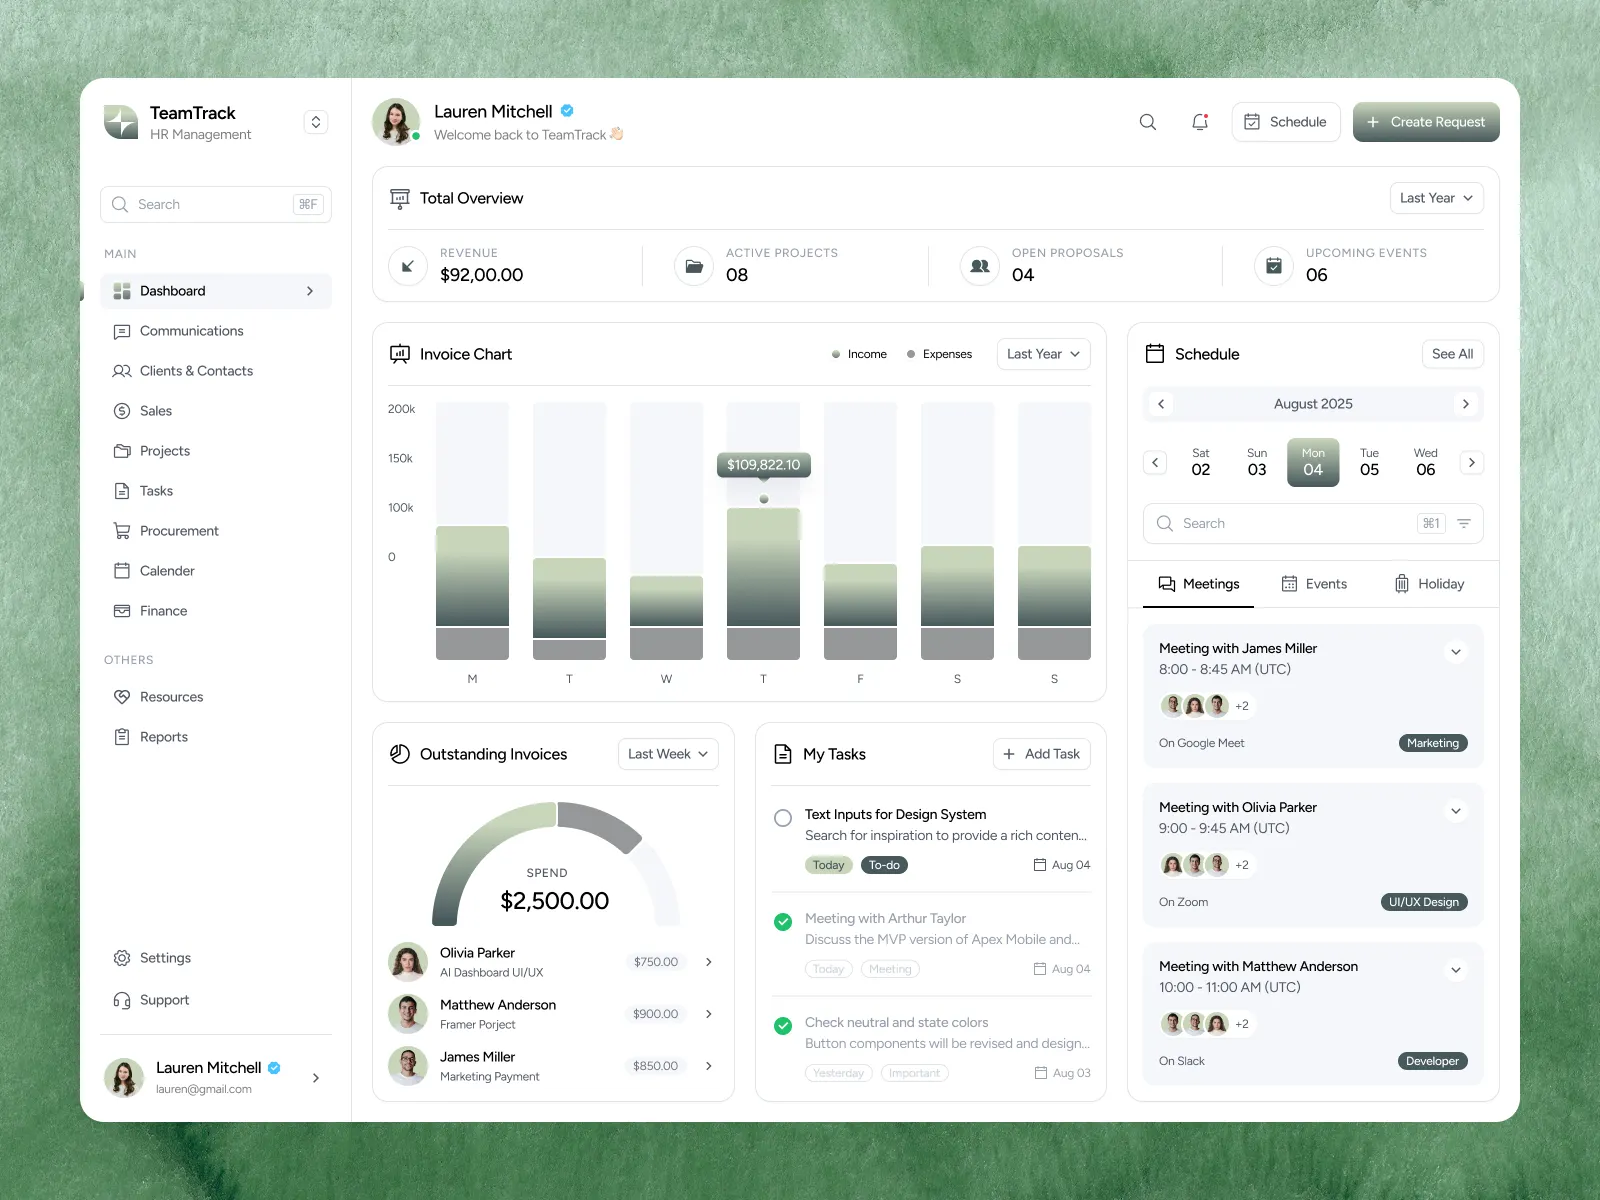 TeamTrack
HR Management
Search
⌘F
MAIN
Dashboard
Communications
Clients & Contacts
Sales
Projects
Tasks
Procurement
Calender
Finance
OTHERS
Resources
Reports
Settings
Support
Lauren Mitchell
lauren@gmail.com
Lauren Mitchell
Welcome back to TeamTrack 👋🏻
Schedule
+ Create Request
Total Overview
Last Year
REVENUE
$92,00.00
ACTIVE PROJECTS
08
OPEN PROPOSALS
04
UPCOMING EVENTS
06
Invoice Chart
Income
Expenses
Last Year
200k
150k
100k
0
$109,822.10
M
T
W
T
F
S
S
Outstanding Invoices
Last Week
SPEND
$2,500.00
Olivia Parker
AI Dashboard UI/UX
$750.00
Matthew Anderson
Framer Porject
$900.00
James Miller
Marketing Payment
$850.00
My Tasks
+ Add Task
Text Inputs for Design System
Search for inspiration to provide a rich conten...
Today
To-do
Aug 04
Meeting with Arthur Taylor
Discuss the MVP version of Apex Mobile and...
Today
Meeting
Aug 04
Check neutral and state colors
Button components will be revised and design...
Yesterday
Important
Aug 03
Schedule
See All
August 2025
Sat
02
Sun
03
Mon
04
Tue
05
Wed
06
Search
⌘1
Meetings
Events
Holiday
Meeting with James Miller
8:00 - 8:45 AM (UTC)
+2
On Google Meet
Marketing
Meeting with Olivia Parker
9:00 - 9:45 AM (UTC)
+2
On Zoom
UI/UX Design
Meeting with Matthew Anderson
10:00 - 11:00 AM (UTC)
+2
On Slack
Developer